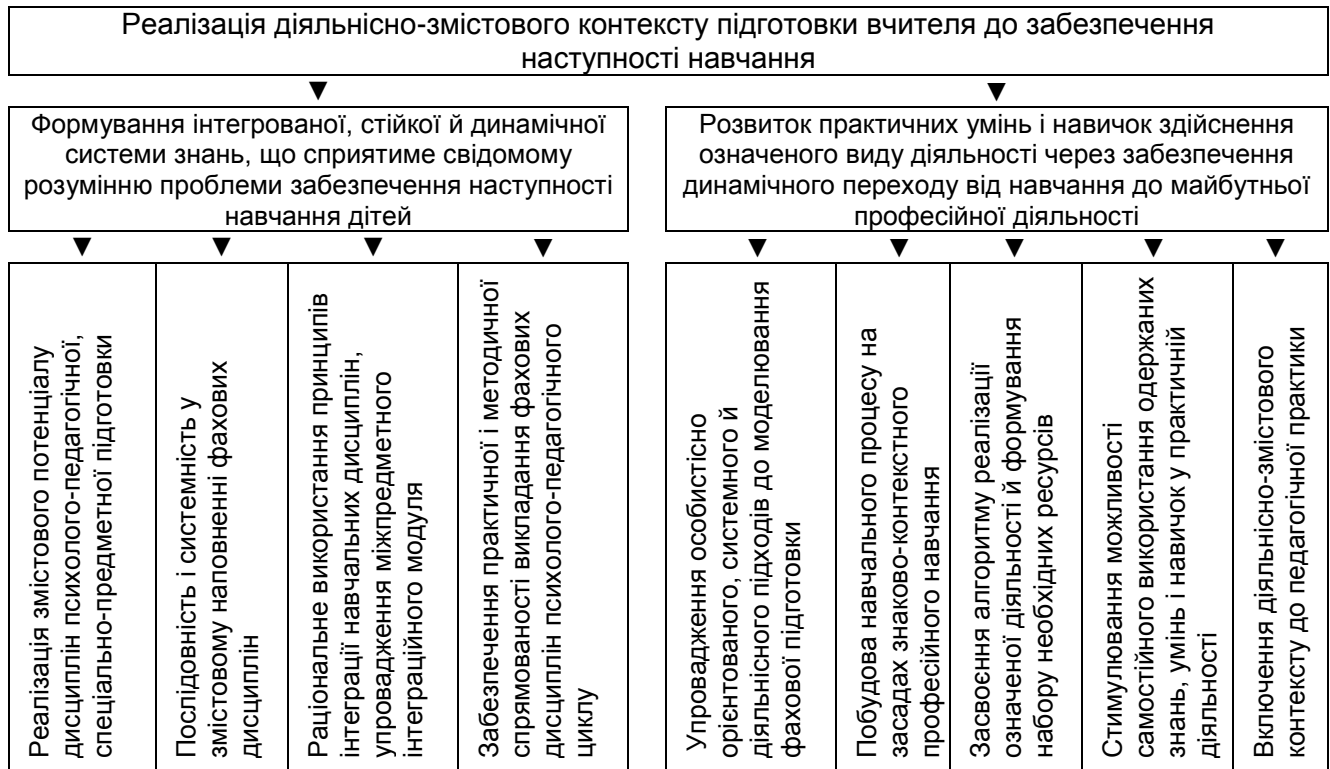 Реалізація діяльнісно-змістового контексту підготовки вчителя до забезпечення
наступності навчання
Формування інтегрованої, стійкої й динамічної
системи знань, що сприятиме свідомому
розумінню проблеми забезпечення наступності
навчання дітей
Розвиток практичних умінь і навичок здійснення
означеного виду діяльності через забезпечення
динамічного переходу від навчання до майбутньої
професійної діяльності
Реалізація змістового потенціалу
дисциплін психолого-педагогічної,
спеціально-предметної підготовки
Послідовність і системність у
змістовому наповненні фахових
дисциплін
Раціональне використання принципів
інтеграції навчальних дисциплін,
упровадження міжпредметного
інтеграційного модуля
Забезпечення практичної і методичної
спрямованості викладання фахових
дисциплін психолого-педагогічного
циклу
Упровадження особистісно
орієнтованого, системного й
діяльнісного підходів до моделювання
фахової підготовки
Побудова навчального процесу на
засадах знаково-контекстного
професійного навчання
Засвоєння алгоритму реалізації
означеної діяльності й формування
набору необхідних ресурсів
Стимулювання можливості
самостійного використання одержаних
знань, умінь і навичок у практичній
діяльності
Включення діяльнісно-змістового
контексту до педагогічної практики